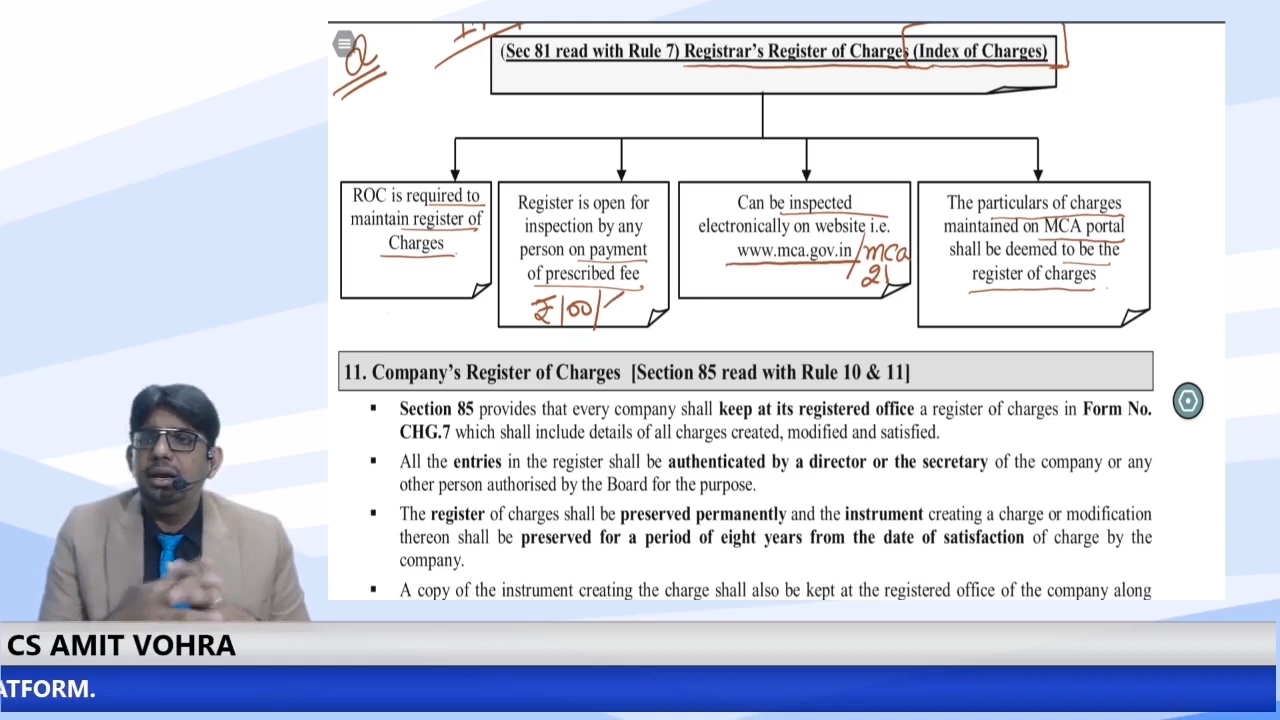 (Sec 81 read with Rule 7) Registrar's Register of Charges (Index of Charges)
ROC is required to
maintain register of
Charges
Register is open for
inspection by any
person on payment
of prescribed fee
₹100/-
Can be inspected
electronically on website i.e.
www.mca.gov.in/mca
21
The particulars of charges
maintained on MCA portal
shall be deemed to be the
register of charges
11. Company's Register of Charges [Section 85 read with Rule 10 & 11]
▪ Section 85 provides that every company shall keep at its registered office a register of charges in Form No.
CHG.7 which shall include details of all charges created, modified and satisfied.
▪ All the entries in the register shall be authenticated by a director or the secretary of the company or any
other person authorised by the Board for the purpose.
▪ The register of charges shall be preserved permanently and the instrument creating a charge or modification
thereon shall be preserved for a period of eight years from the date of satisfaction of charge by the
company.
▪ A copy of the instrument creating the charge shall also be kept at the registered office of the company along
CS AMIT VOHRA
ATFORM.